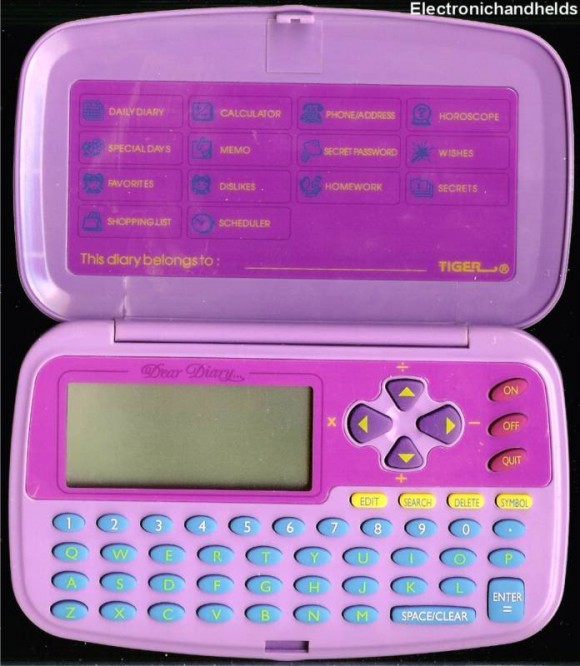 Electronichandhelds
DAILY DIARY CALCULATOR PHONE/ADDRESS HOROSCOPE
SPECIAL DAYS MEMO SECRET PASSWORD WISHES
FAVORITES DISLIKES HOMEWORK SECRETS
SHOPPING LIST SCHEDULER
This diary belongs to :
TIGER ®
Dear Diary...
÷
ON
× −
OFF
+
QUIT
EDIT SEARCH DELETE SYMBOL
1 2 3 4 5 6 7 8 9 0 .
Q W E R T Y U I O P
A S D F G H J K L
ENTER
=
Z X C V B N M SPACE/CLEAR